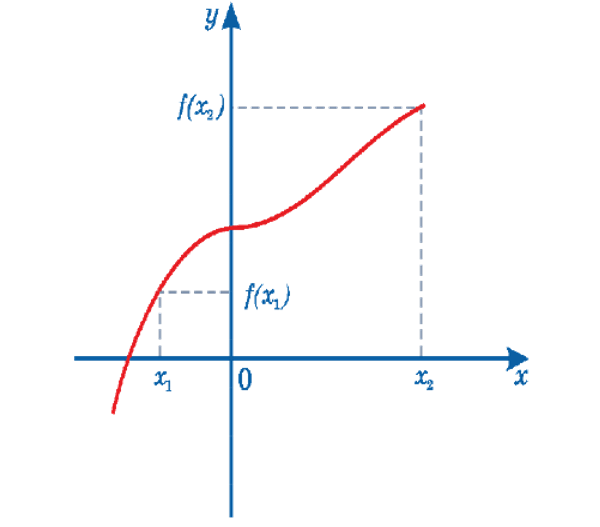 y
f(x₂)
f(x₁)
x₁
0
x₂
x